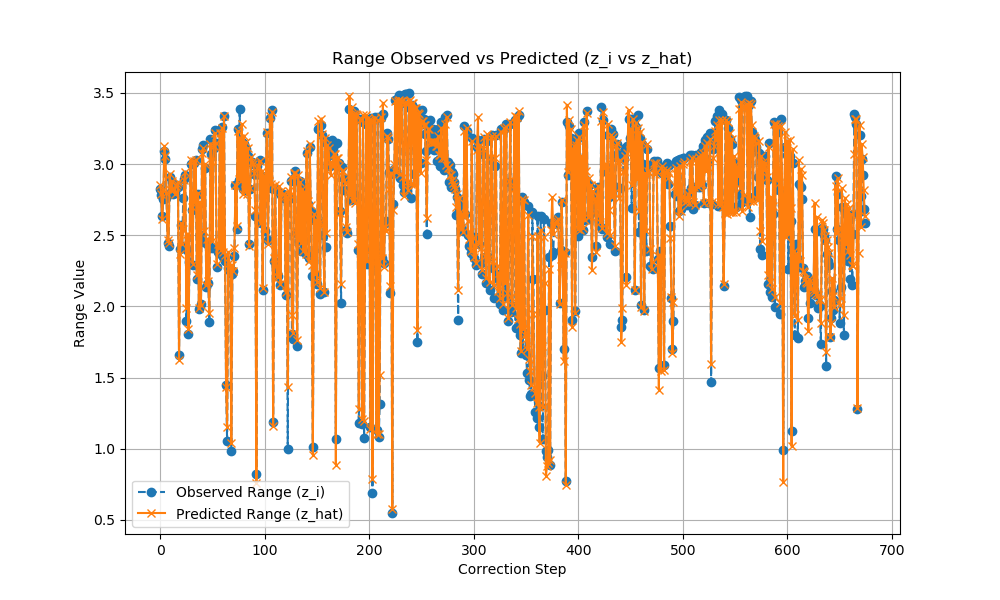 Range Observed vs Predicted (z_i vs z_hat)
3.5
3.0
2.5
2.0
1.5
1.0
0.5
Range Value
Observed Range (z_i)
Predicted Range (z_hat)
0 100 200 300 400 500 600 700
Correction Step